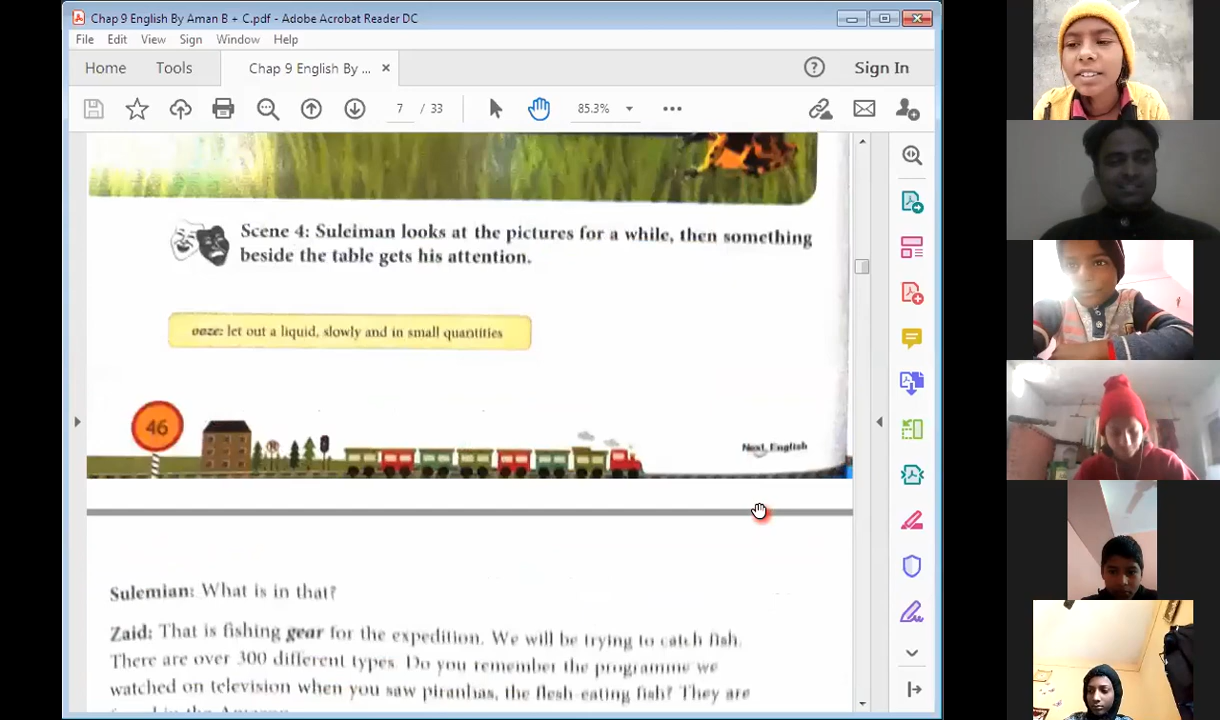 Chap 9 English By Aman B + C.pdf - Adobe Acrobat Reader DC
File Edit View Sign Window Help
Home Tools Chap 9 English By ... × Sign In
7 / 33 85.3%
Scene 4: Suleiman looks at the pictures for a while, then something
beside the table gets his attention.
ooze: let out a liquid, slowly and in small quantities
46
Next English
Sulemian: What is in that?
Zaid: That is fishing gear for the expedition. We will be trying to catch fish.
There are over 300 different types. Do you remember the programme we
watched on television when you saw piranhas, the flesh-eating fish? They are